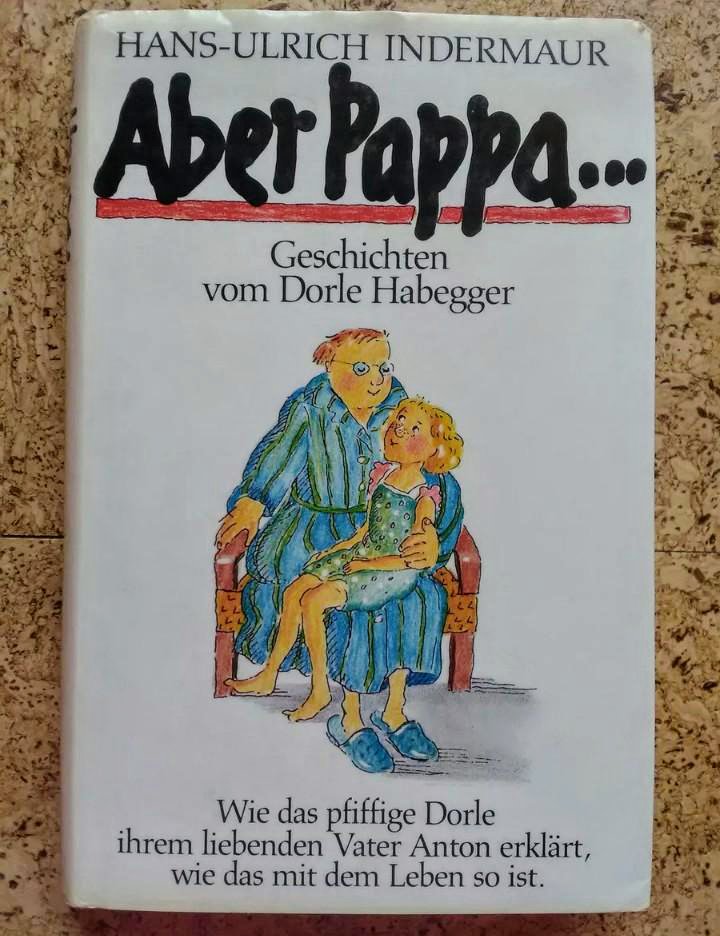 HANS-ULRICH INDERMAUR
Aber Pappa...
Geschichten
vom Dorle Habegger
Wie das pfiffige Dorle
ihrem liebenden Vater Anton erklärt,
wie das mit dem Leben so ist.